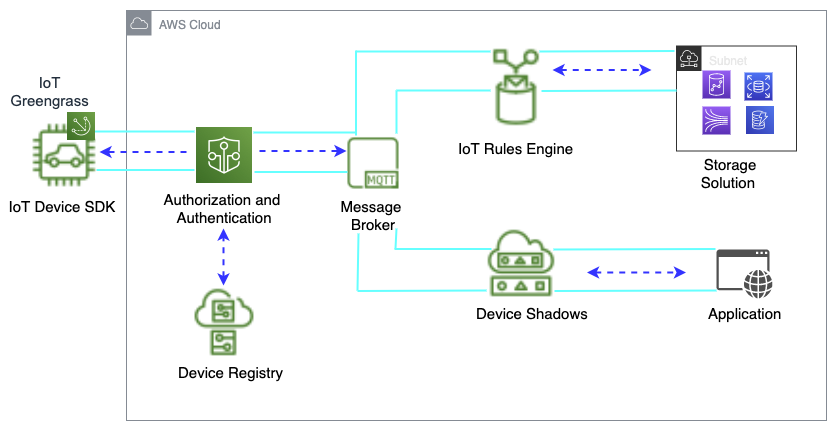 AWS Cloud
IoT
Greengrass
IoT Device SDK
Authorization and
Authentication
Device Registry
MQTT
Message
Broker
IoT Rules Engine
Subnet
Storage
Solution
Device Shadows
Application